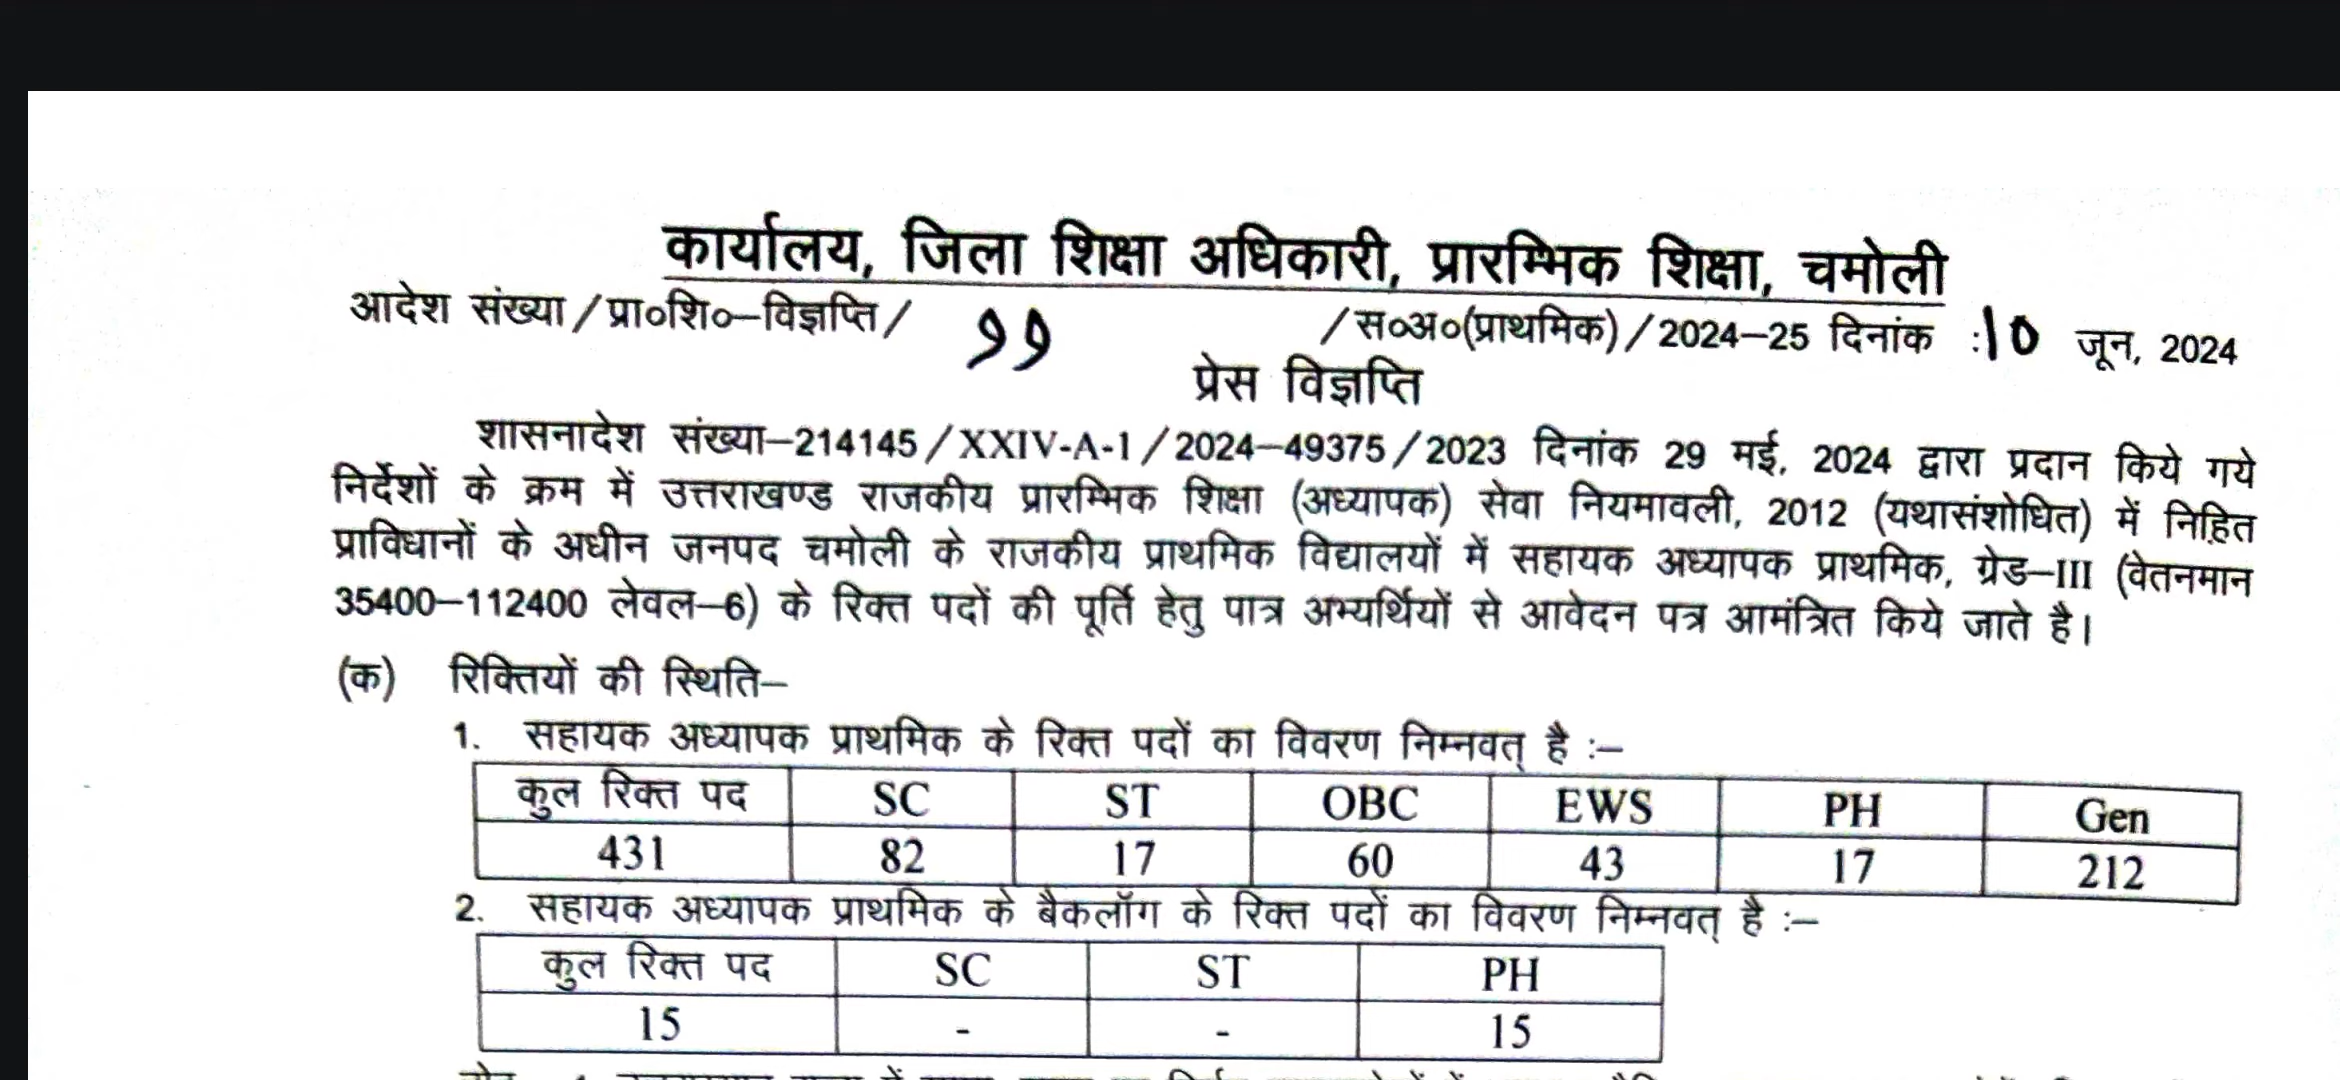 कार्यालय, जिला शिक्षा अधिकारी, प्रारम्भिक शिक्षा, चमोली
आदेश संख्या/प्रा०शि०–विज्ञप्ति/ ११ /स०अ०(प्राथमिक)/2024–25 दिनांक :10 जून, 2024
प्रेस विज्ञप्ति
शासनादेश संख्या–214145/XXIV-A-1/2024–49375/2023 दिनांक 29 मई, 2024 द्वारा प्रदान किये गये
निर्देशों के क्रम में उत्तराखण्ड राजकीय प्रारम्भिक शिक्षा (अध्यापक) सेवा नियमावली, 2012 (यथासंशोधित) में निहित
प्राविधानों के अधीन जनपद चमोली के राजकीय प्राथमिक विद्यालयों में सहायक अध्यापक प्राथमिक, ग्रेड–III (वेतनमान
35400–112400 लेवल–6) के रिक्त पदों की पूर्ति हेतु पात्र अभ्यर्थियों से आवेदन पत्र आमंत्रित किये जाते है।
(क) रिक्तियों की स्थिति–
1. सहायक अध्यापक प्राथमिक के रिक्त पदों का विवरण निम्नवत् है :–
कुल रिक्त पद SC ST OBC EWS PH Gen
431 82 17 60 43 17 212
2. सहायक अध्यापक प्राथमिक के बैकलॉग के रिक्त पदों का विवरण निम्नवत् है :–
कुल रिक्त पद SC ST PH
15 - - 15